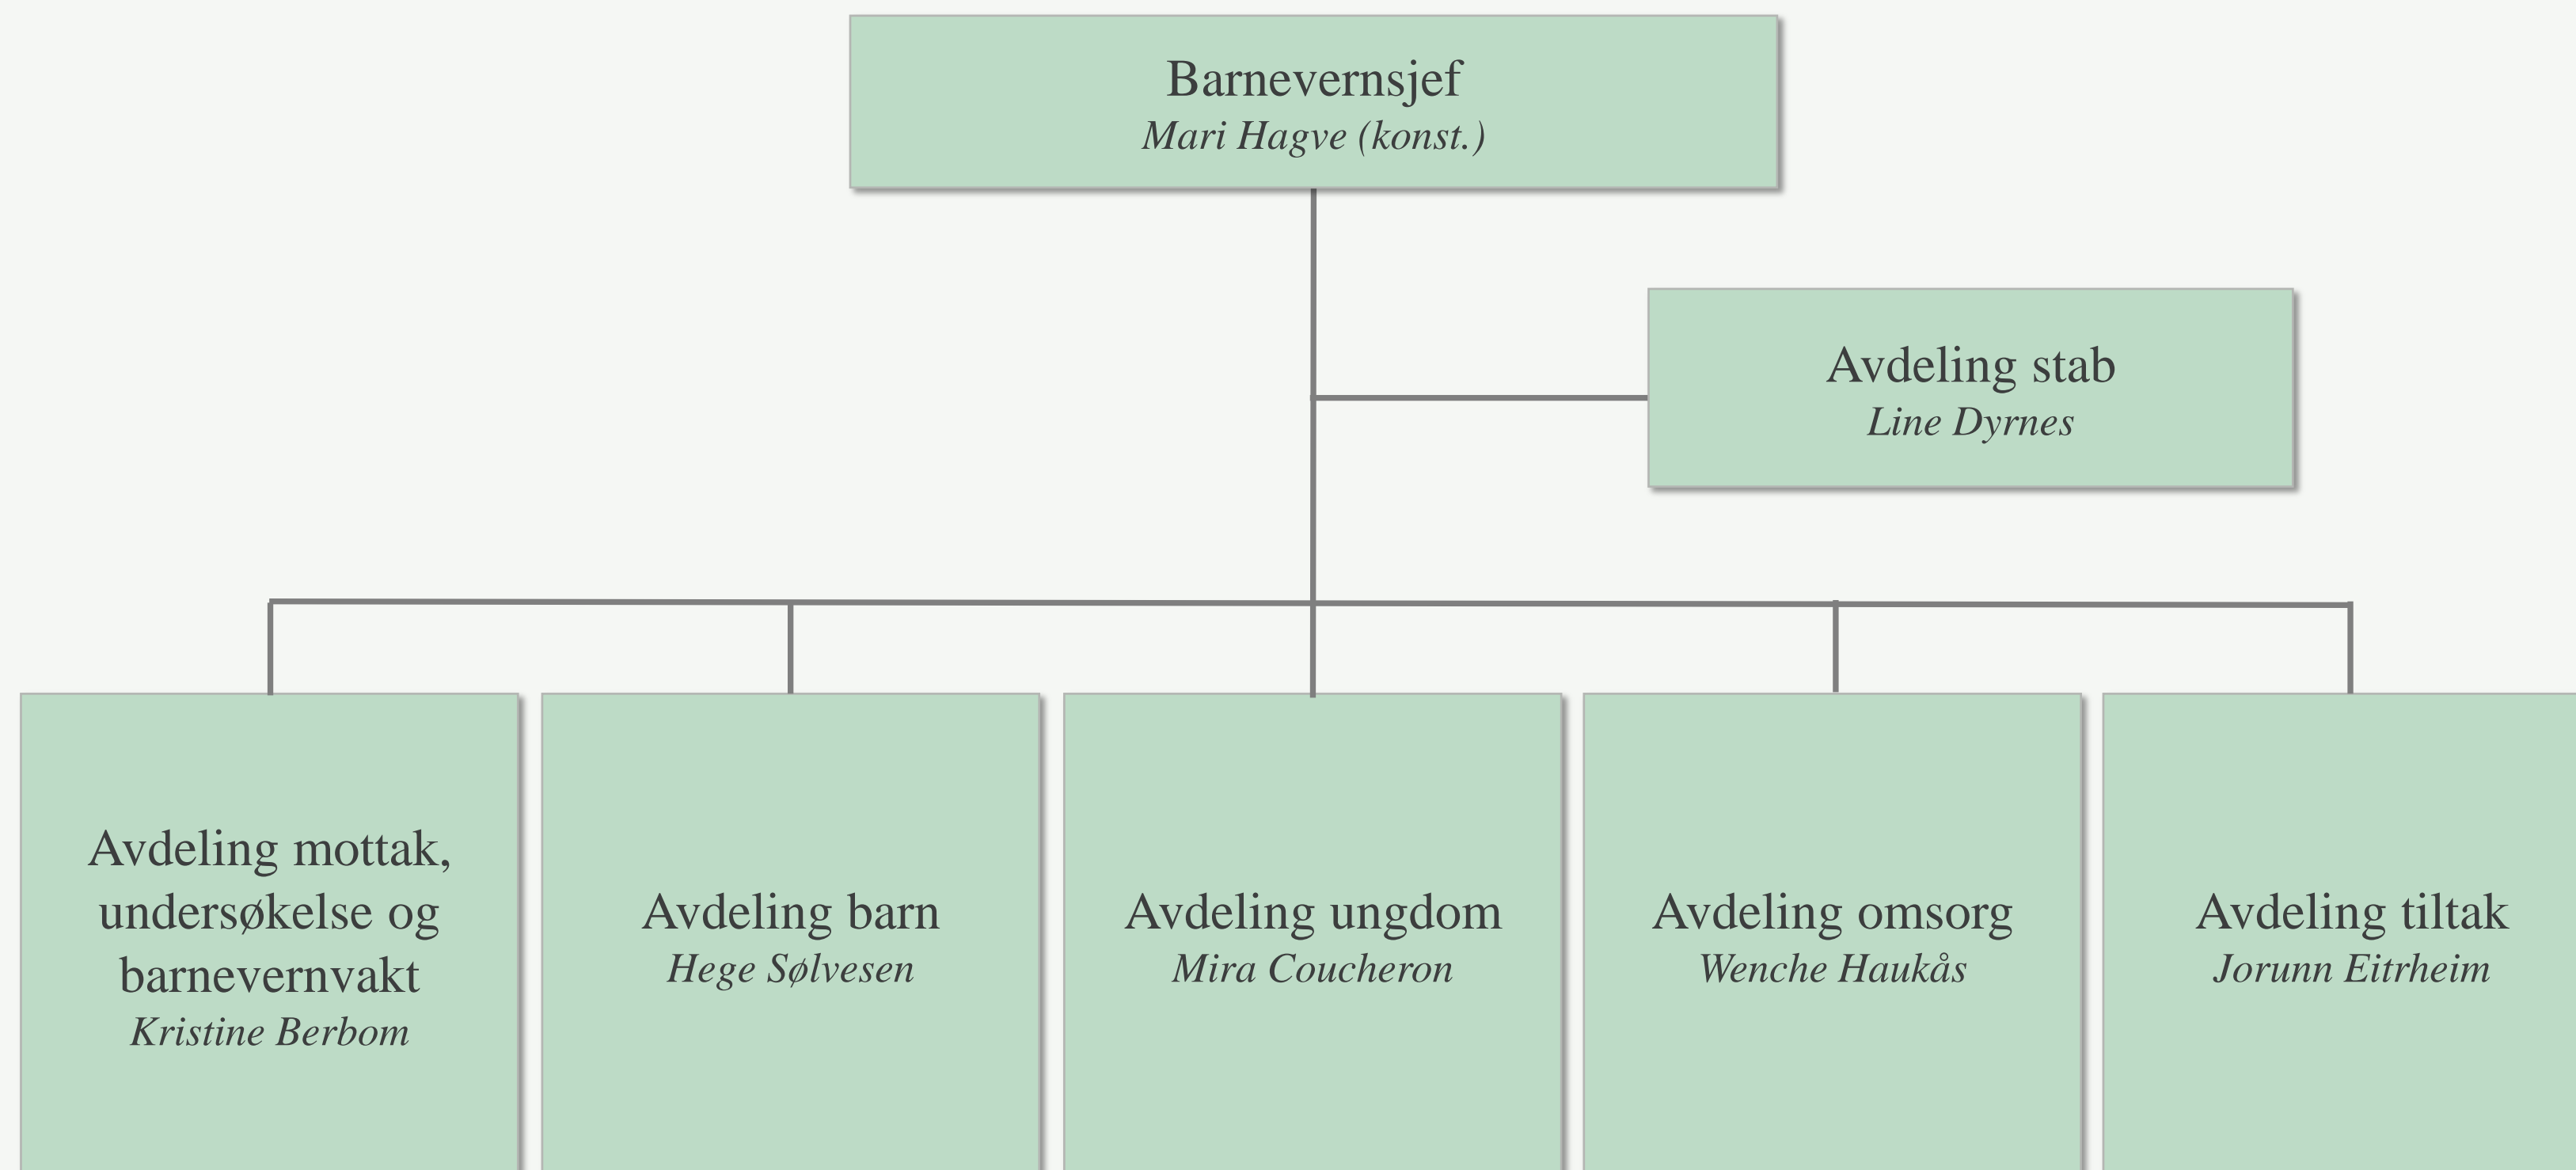 Barnevernsjef
Mari Hagve (konst.)
Avdeling stab
Line Dyrnes
Avdeling mottak,
undersøkelse og
barnevernvakt
Kristine Berbom
Avdeling barn
Hege Sølvesen
Avdeling ungdom
Mira Coucheron
Avdeling omsorg
Wenche Haukås
Avdeling tiltak
Jorunn Eitrheim